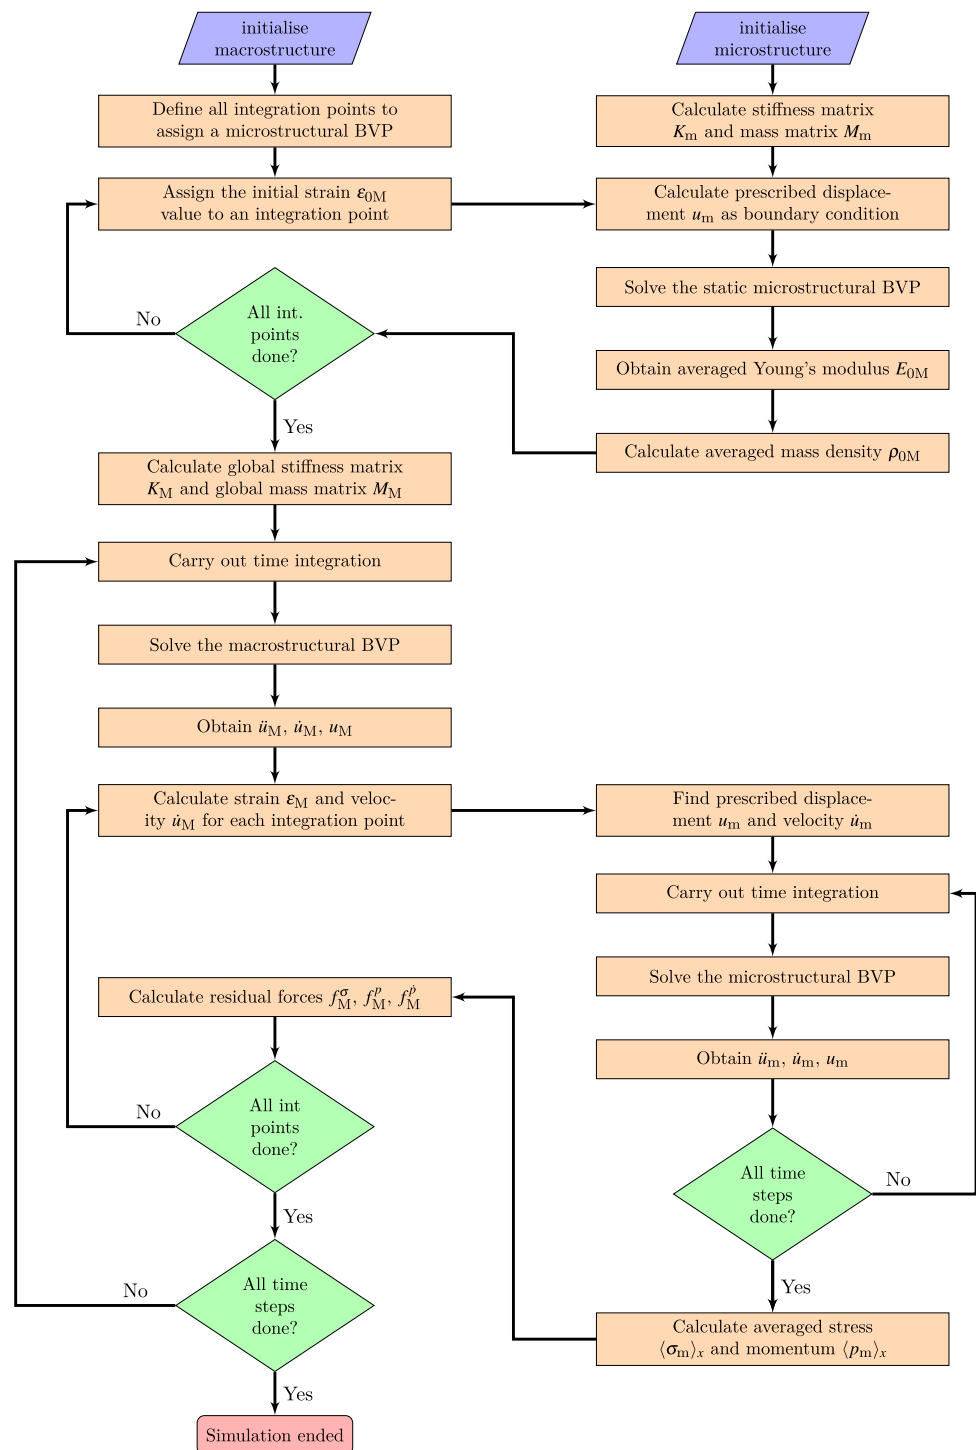 initialise
macrostructure
initialise
microstructure
Define all integration points to
assign a microstructural BVP
Calculate stiffness matrix
K_m and mass matrix M_m
Assign the initial strain ε_0M
value to an integration point
Calculate prescribed displace-
ment u_m as boundary condition
Solve the static microstructural BVP
No
All int.
points
done?
Obtain averaged Young's modulus E_0M
Yes
Calculate averaged mass density ρ_0M
Calculate global stiffness matrix
K_M and global mass matrix M_M
Carry out time integration
Solve the macrostructural BVP
Obtain ü_M, u̇_M, u_M
Calculate strain ε_M and veloc-
ity u̇_M for each integration point
Find prescribed displace-
ment u_m and velocity u̇_m
Carry out time integration
Solve the microstructural BVP
Calculate residual forces f_M^σ, f_M^p, f_M^ṗ
Obtain ü_m, u̇_m, u_m
No
All int
points
done?
Yes
All time
steps
done?
No
Yes
No
All time
steps
done?
Calculate averaged stress
⟨σ_m⟩_x and momentum ⟨p_m⟩_x
Yes
Simulation ended